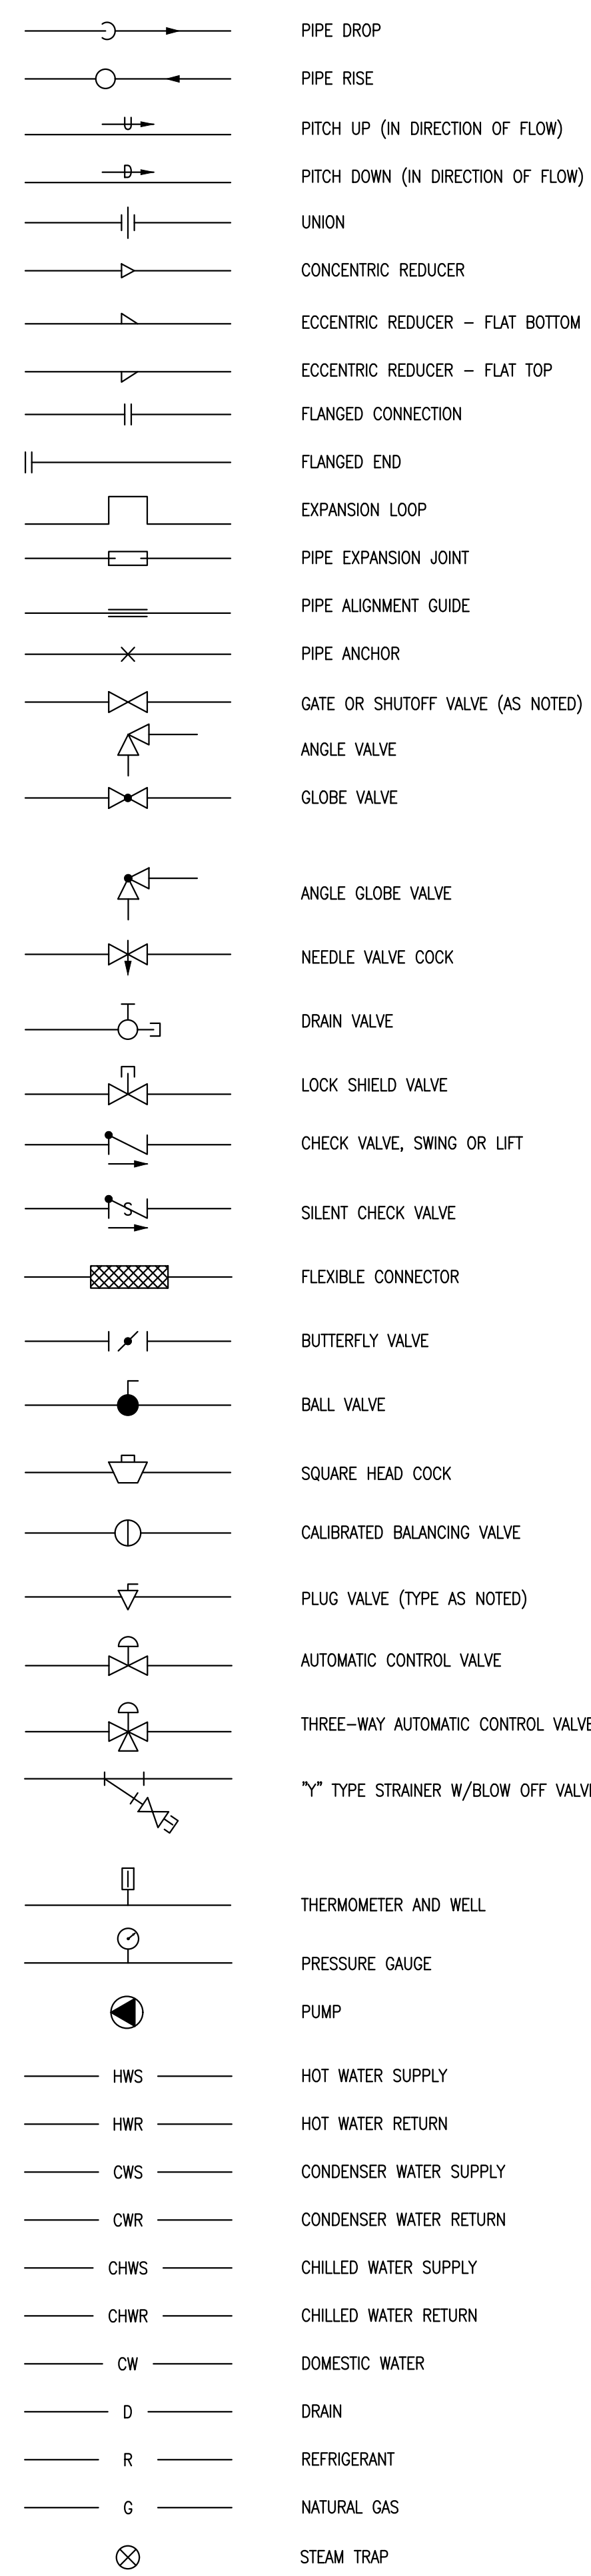 PIPE DROP
PIPE RISE
U PITCH UP (IN DIRECTION OF FLOW)
D PITCH DOWN (IN DIRECTION OF FLOW)
UNION
CONCENTRIC REDUCER
ECCENTRIC REDUCER – FLAT BOTTOM
ECCENTRIC REDUCER – FLAT TOP
FLANGED CONNECTION
FLANGED END
EXPANSION LOOP
PIPE EXPANSION JOINT
PIPE ALIGNMENT GUIDE
PIPE ANCHOR
GATE OR SHUTOFF VALVE (AS NOTED)
ANGLE VALVE
GLOBE VALVE
ANGLE GLOBE VALVE
NEEDLE VALVE COCK
DRAIN VALVE
LOCK SHIELD VALVE
CHECK VALVE, SWING OR LIFT
S SILENT CHECK VALVE
FLEXIBLE CONNECTOR
BUTTERFLY VALVE
BALL VALVE
SQUARE HEAD COCK
CALIBRATED BALANCING VALVE
PLUG VALVE (TYPE AS NOTED)
AUTOMATIC CONTROL VALVE
THREE-WAY AUTOMATIC CONTROL VALVE
"Y" TYPE STRAINER W/BLOW OFF VALV
THERMOMETER AND WELL
PRESSURE GAUGE
PUMP
HWS HOT WATER SUPPLY
HWR HOT WATER RETURN
CWS CONDENSER WATER SUPPLY
CWR CONDENSER WATER RETURN
CHWS CHILLED WATER SUPPLY
CHWR CHILLED WATER RETURN
CW DOMESTIC WATER
D DRAIN
R REFRIGERANT
G NATURAL GAS
STEAM TRAP